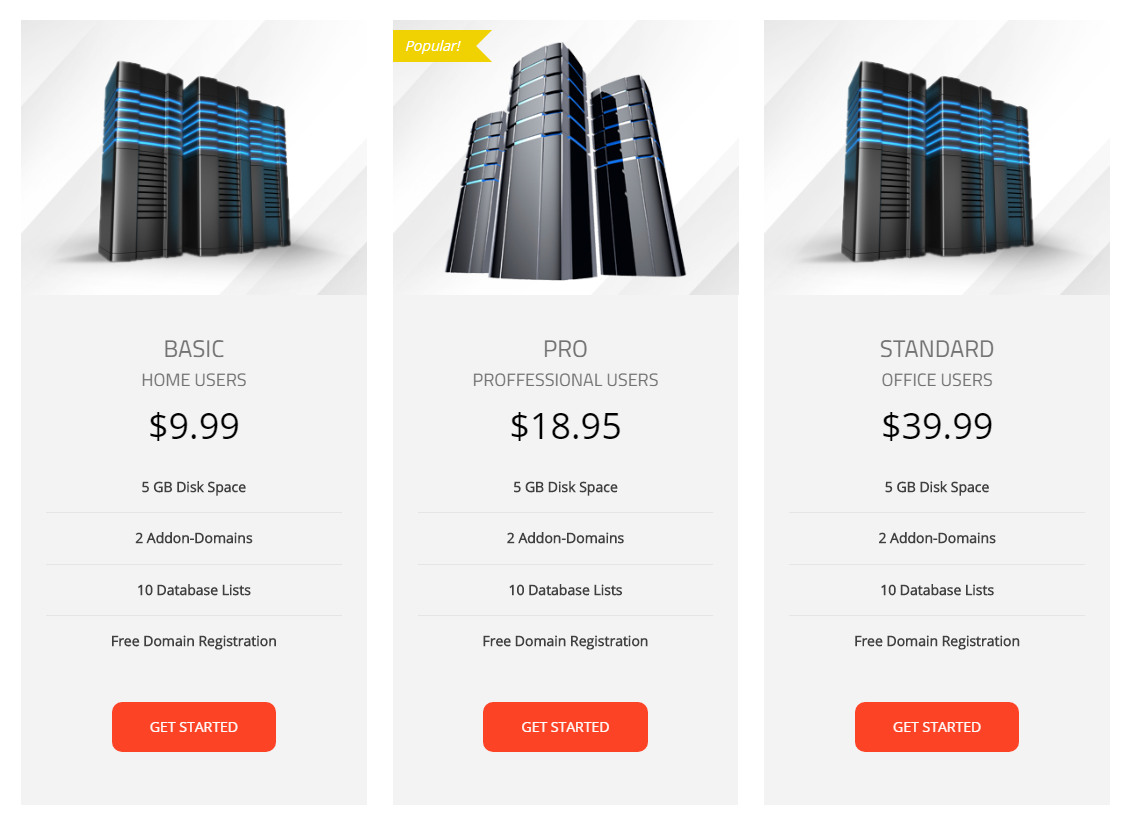 Popular!
BASIC
HOME USERS
$9.99
5 GB Disk Space
2 Addon-Domains
10 Database Lists
Free Domain Registration
GET STARTED
PRO
PROFFESSIONAL USERS
$18.95
5 GB Disk Space
2 Addon-Domains
10 Database Lists
Free Domain Registration
GET STARTED
STANDARD
OFFICE USERS
$39.99
5 GB Disk Space
2 Addon-Domains
10 Database Lists
Free Domain Registration
GET STARTED